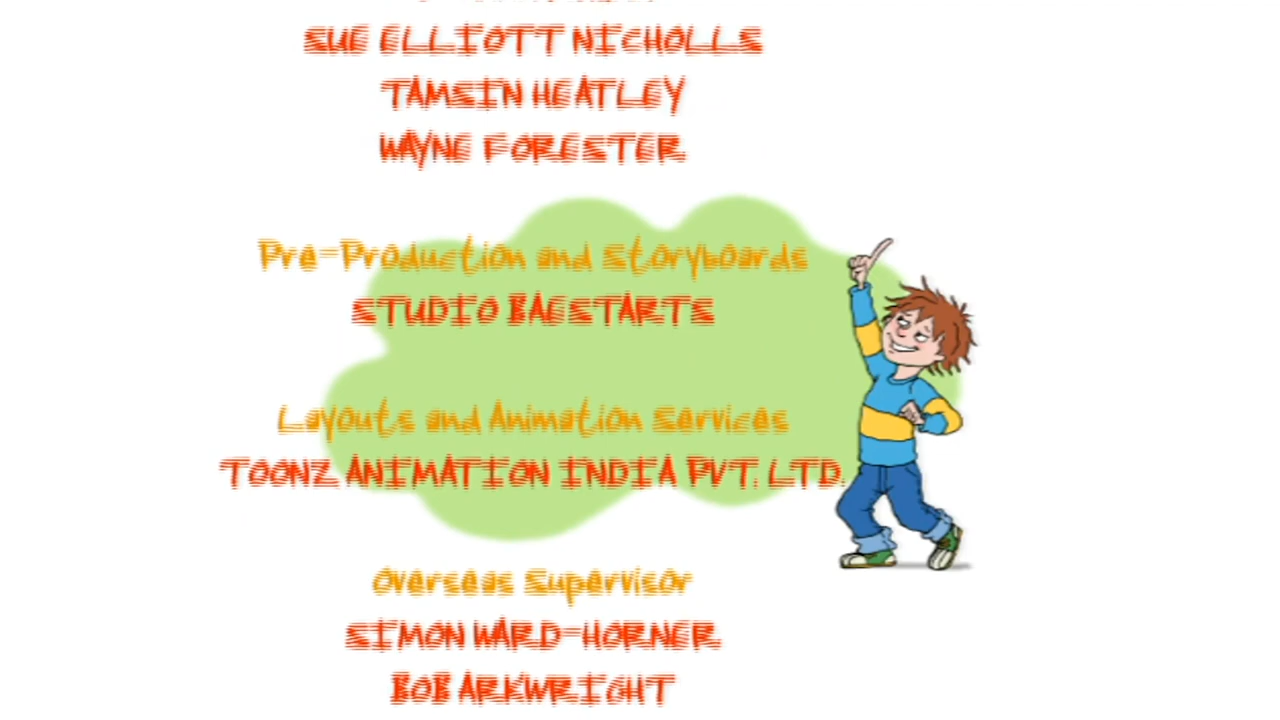 SUE ELLIOTT NICHOLLS
TAMSIN HEATLEY
WAYNE FORESTER
Pre-Production and Storyboards
STUDIO BAESTARTS
Layouts and Animation Services
TOONZ ANIMATION INDIA PVT. LTD.
Overseas Supervisor
SIMON WARD-HORNER
BOB ARKWRIGHT